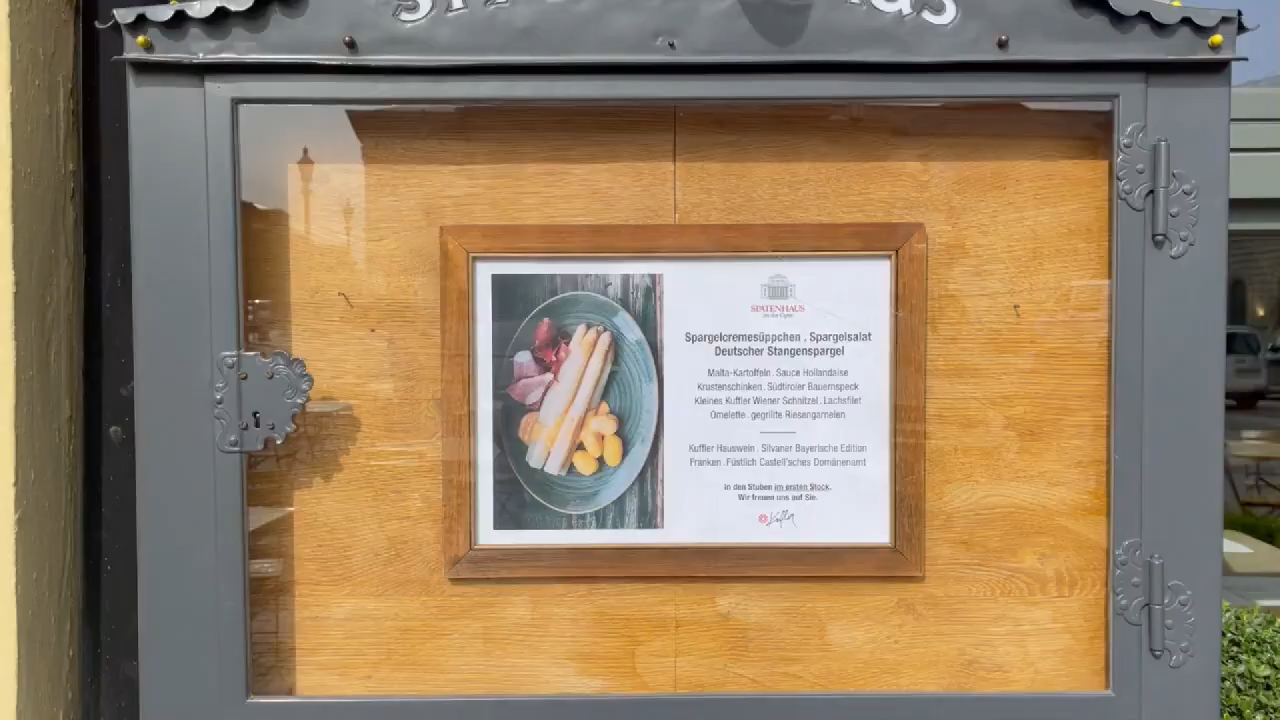 SPATENHAUS
an der Oper
Spargelcremesüppchen . Spargelsalat
Deutscher Stangenspargel
Malta-Kartoffeln . Sauce Hollandaise
Krustenschinken . Südtiroler Bauernspeck
Kleines Kuffler Wiener Schnitzel . Lachsfilet
Omelette . gegrillte Riesengarnelen
Kuffler Hauswein . Silvaner Bayerische Edition
Franken . Füstlich Castell'sches Domänenamt
In den Stuben im ersten Stock.
Wir freuen uns auf Sie.
Kuffler